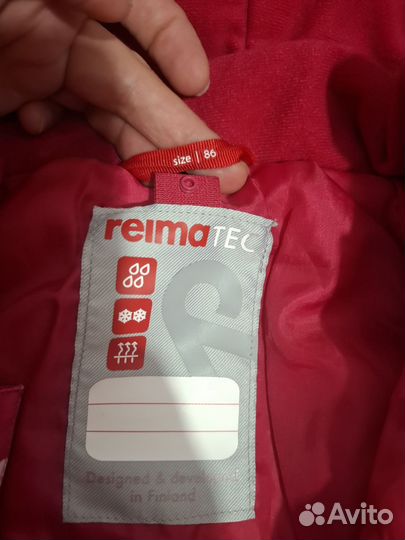 size | 86
reimaTEC
Designed & developed
in Finland
Avito